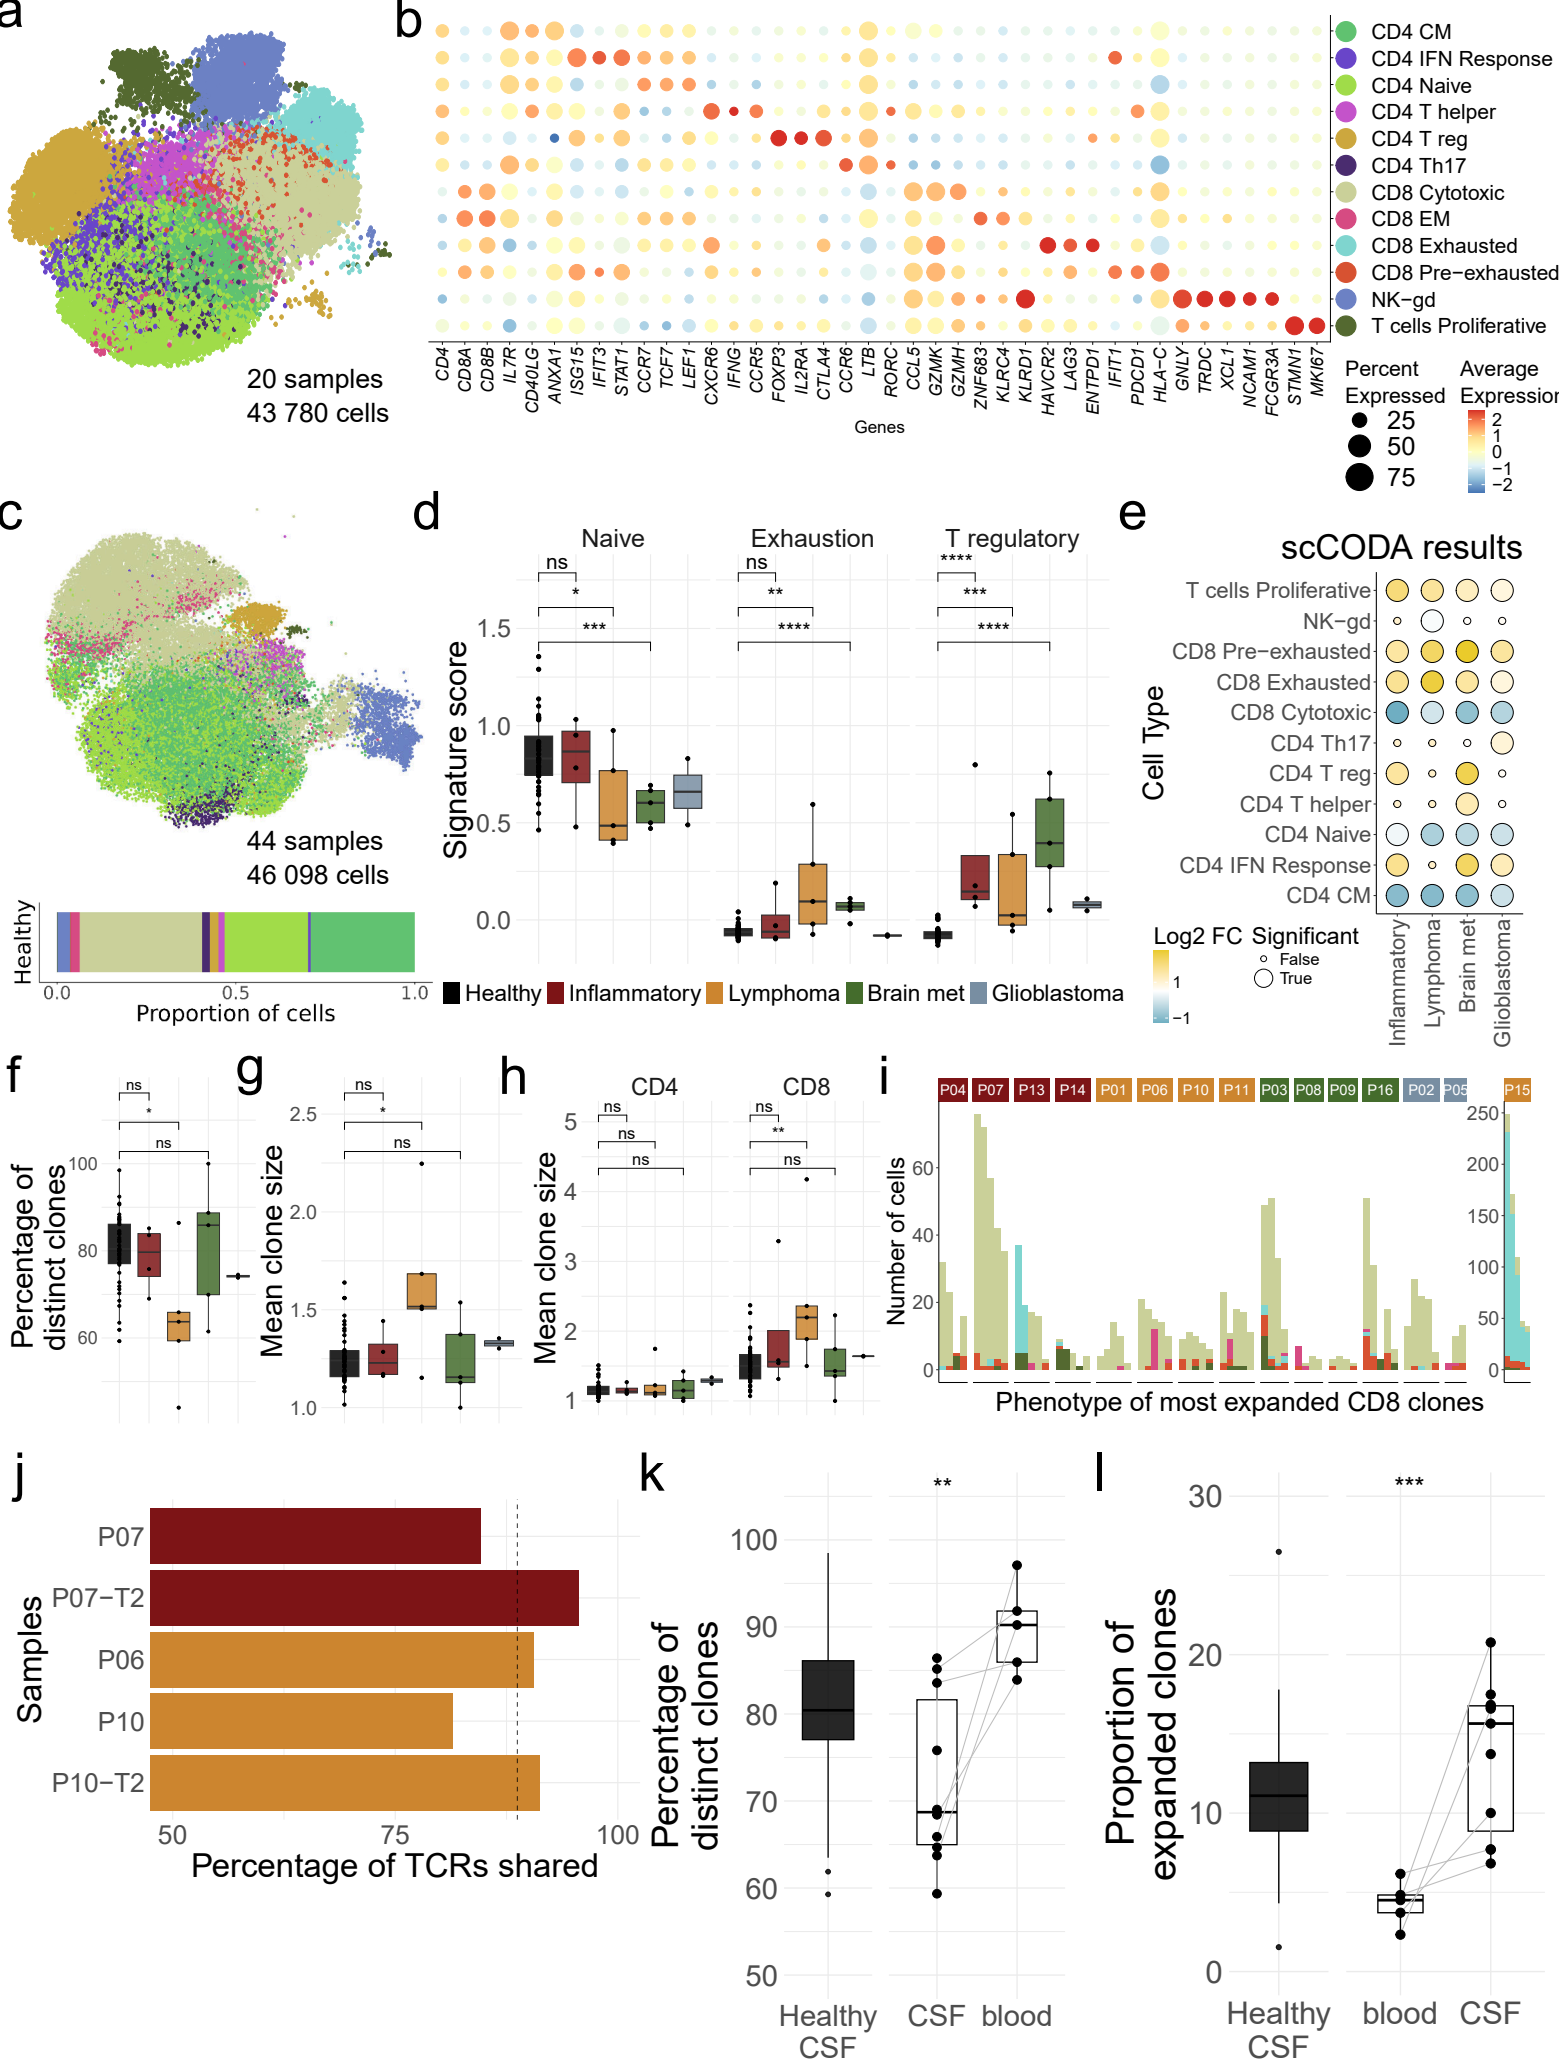 a
20 samples
43 780 cells
b
CD4 CM
CD4 IFN Response
CD4 Naive
CD4 T helper
CD4 T reg
CD4 Th17
CD8 Cytotoxic
CD8 EM
CD8 Exhausted
CD8 Pre−exhausted
NK−gd
T cells Proliferative
CD4 CD8A CD8B IL7R CD40LG ANXA1 ISG15 IFIT3 STAT1 CCR7 TCF7 LEF1 CXCR6 IFNG CCR5 FOXP3 IL2RA CTLA4 CCR6 LTB RORC CCL5 GZMK GZMH ZNF683 KLRC4 KLRD1 HAVCR2 LAG3 ENTPD1 IFIT1 PDCD1 HLA−C GNLY TRDC XCL1 NCAM1 FCGR3A STMN1 MKI67
Genes
Percent
Expressed
25
50
75
Average
Expression
2
1
0
−1
−2
c
44 samples
46 098 cells
Healthy
0.0 0.5 1.0
Proportion of cells
d
Naive Exhaustion T regulatory
ns * ***
ns ** ****
**** *** ****
Signature score
1.5
1.0
0.5
0.0
Healthy Inflammatory Lymphoma Brain met Glioblastoma
e
scCODA results
Cell Type
T cells Proliferative
NK−gd
CD8 Pre−exhausted
CD8 Exhausted
CD8 Cytotoxic
CD4 Th17
CD4 T reg
CD4 T helper
CD4 Naive
CD4 IFN Response
CD4 CM
Inflammatory Lymphoma Brain met Glioblastoma
Log2 FC
1
−1
Significant
False
True
f
ns
*
ns
Percentage of
distinct clones
100
80
60
g
ns
*
ns
Mean clone size
2.5
2.0
1.5
1.0
h
CD4 CD8
ns
ns
ns
ns
**
ns
Mean clone size
5
4
3
2
1
i
P04 P07 P13 P14 P01 P06 P10 P11 P03 P08 P09 P16 P02 P05 P15
Number of cells
60
40
20
0
250
200
150
100
50
0
Phenotype of most expanded CD8 clones
j
Samples
P07
P07−T2
P06
P10
P10−T2
50 75 100
Percentage of TCRs shared
k
**
Percentage of
distinct clones
100
90
80
70
60
50
Healthy
CSF
CSF blood
l
***
Proportion of
expanded clones
30
20
10
0
Healthy
CSF
blood CSF